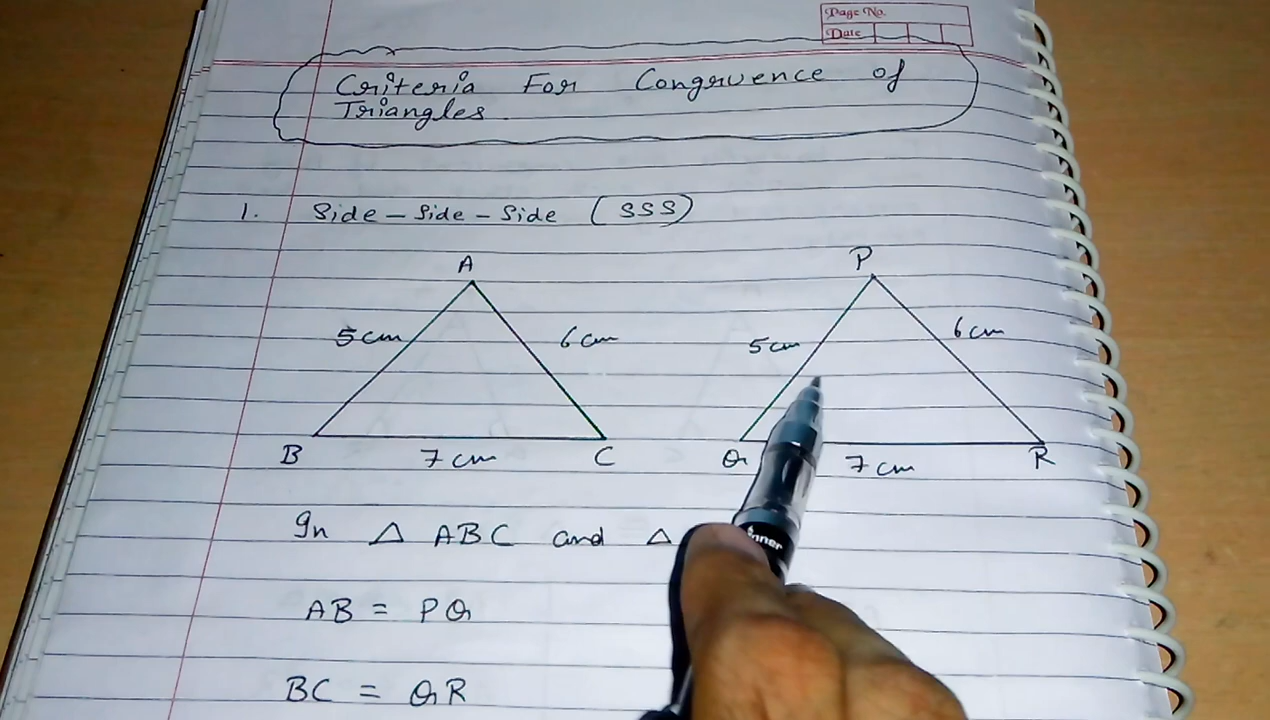 Page No.
Date
Criteria For Congruence of
Triangles.
1. Side - Side - Side (SSS)
A
P
5cm
6cm
5cm
6cm
B
7cm
C
Q
7cm
R
In △ ABC and △
AB = PQ
BC = QR